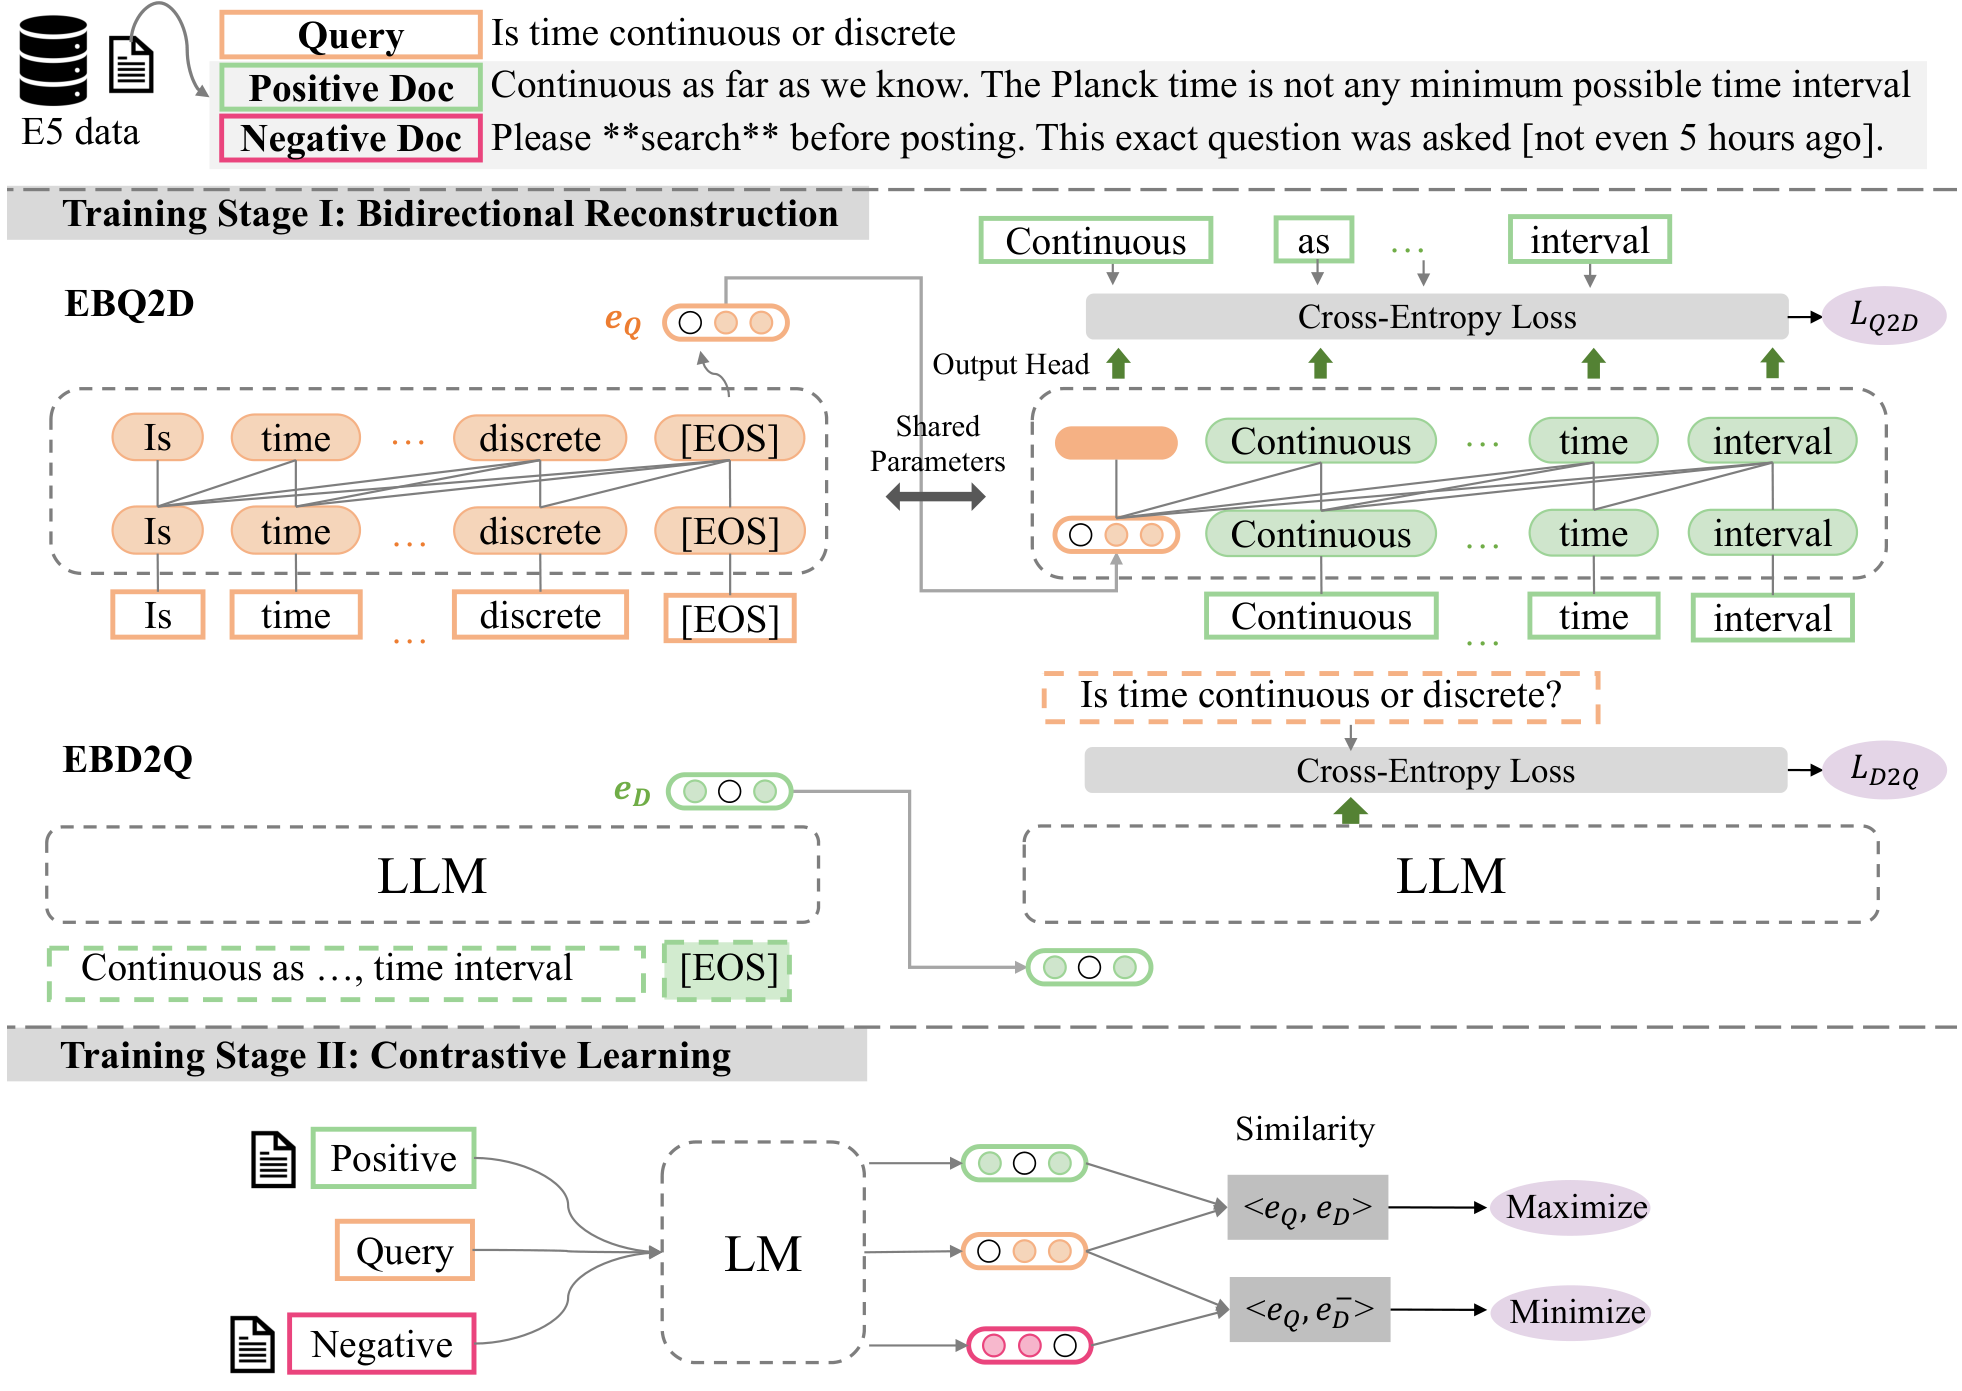 Query Is time continuous or discrete
Positive Doc Continuous as far as we know. The Planck time is not any minimum possible time interval
Negative Doc Please **search** before posting. This exact question was asked [not even 5 hours ago].
E5 data
Training Stage I: Bidirectional Reconstruction
Continuous as … interval
EBQ2D
e_Q
Cross-Entropy Loss
L_Q2D
Output Head
Is time … discrete [EOS]
Shared
Parameters
Continuous … time interval
Is time … discrete [EOS]
Continuous … time interval
Is time … discrete [EOS]
Continuous … time interval
Is time continuous or discrete?
EBD2Q
e_D
Cross-Entropy Loss
L_D2Q
LLM
LLM
Continuous as …, time interval [EOS]
Training Stage II: Contrastive Learning
Similarity
Positive
Query
Negative
LM
<e_Q, e_D>
Maximize
<e_Q, e_D^−>
Minimize